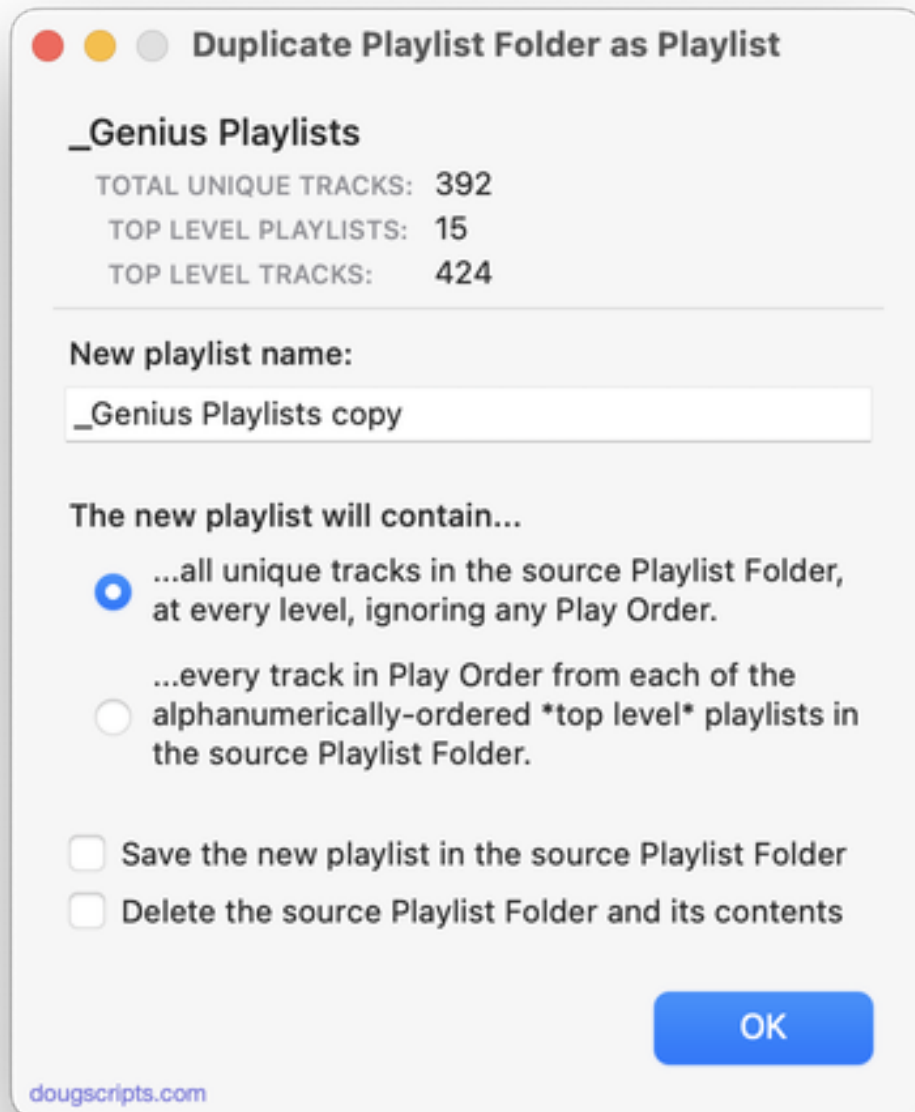 Duplicate Playlist Folder as Playlist
_Genius Playlists
TOTAL UNIQUE TRACKS: 392
TOP LEVEL PLAYLISTS: 15
TOP LEVEL TRACKS: 424
New playlist name:
_Genius Playlists copy
The new playlist will contain...
...all unique tracks in the source Playlist Folder,
at every level, ignoring any Play Order.
...every track in Play Order from each of the
alphanumerically-ordered *top level* playlists in
the source Playlist Folder.
Save the new playlist in the source Playlist Folder
Delete the source Playlist Folder and its contents
OK
dougscripts.com